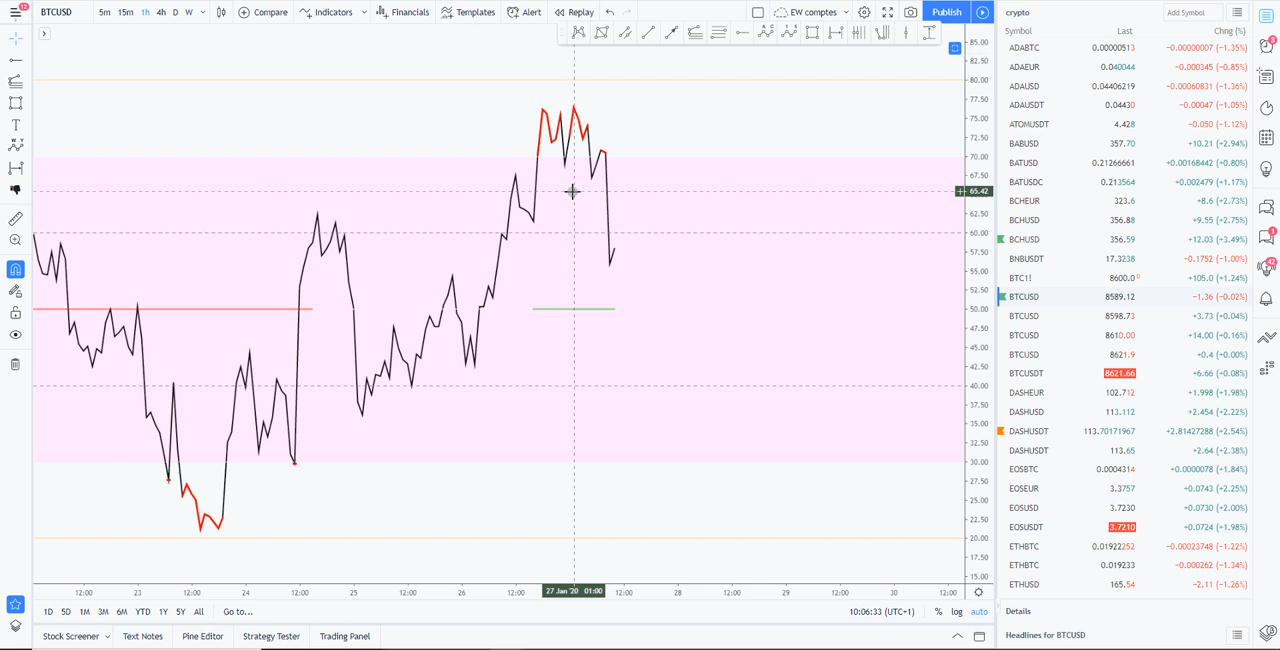 12 BTCUSD 5m 15m 1h 4h D W Compare Indicators Financials Templates Alert Replay EW comptes Publish
85.00
82.50
80.00
77.50
75.00
72.50
70.00
67.50
65.42
62.50
60.00
57.50
55.00
52.50
50.00
47.50
45.00
42.50
40.00
37.50
35.00
32.50
30.00
27.50
25.00
22.50
20.00
17.50
15.00
12:00 23 12:00 24 12:00 25 12:00 26 12:00 27 Jan '20 01:00 12:00 28 12:00 29 12:00 30 12:00
1D 5D 1M 3M 6M YTD 1Y 5Y All Go to... 10:06:33 (UTC+1) % log auto
Stock Screener Text Notes Pine Editor Strategy Tester Trading Panel
crypto Add Symbol
Symbol Last Chng (%)
ADABTC 0.00000513 −0.00000007 (−1.35%)
ADAEUR 0.040044 −0.000345 (−0.85%)
ADAUSD 0.04406219 −0.00060831 (−1.36%)
ADAUSDT 0.04430 −0.00047 (−1.05%)
ATOMUSDT 4.428 −0.050 (−1.12%)
BABUSD 357.70 +10.21 (+2.94%)
BATUSD 0.21266661 +0.00168442 (+0.80%)
BATUSDC 0.213564 +0.002479 (+1.17%)
BCHEUR 323.6 +8.6 (+2.73%)
BCHUSD 356.88 +9.55 (+2.75%)
BCHUSD 356.59 +12.03 (+3.49%)
BNBUSDT 17.3238 −0.1752 (−1.00%)
BTC1! 8600.0 D +105.0 (+1.24%)
BTCUSD 8589.12 −1.36 (−0.02%)
BTCUSD 8598.73 +3.73 (+0.04%)
BTCUSD 8610.00 +14.00 (+0.16%)
BTCUSD 8621.9 +0.4 (+0.00%)
BTCUSDT 8621.66 +6.66 (+0.08%)
DASHEUR 102.712 +1.998 (+1.98%)
DASHUSD 113.112 +2.454 (+2.22%)
DASHUSDT 113.70171967 +2.81427288 (+2.54%)
DASHUSDT 113.65 +2.64 (+2.38%)
EOSBTC 0.0004314 +0.0000078 (+1.84%)
EOSEUR 3.3757 +0.0743 (+2.25%)
EOSUSD 3.7230 +0.0730 (+2.00%)
EOSUSDT 3.7210 +0.0724 (+1.98%)
ETHBTC 0.01922252 −0.00023748 (−1.22%)
ETHBTC 0.019233 −0.000262 (−1.34%)
ETHUSD 165.54 −2.11 (−1.26%)
Details
Headlines for BTCUSD